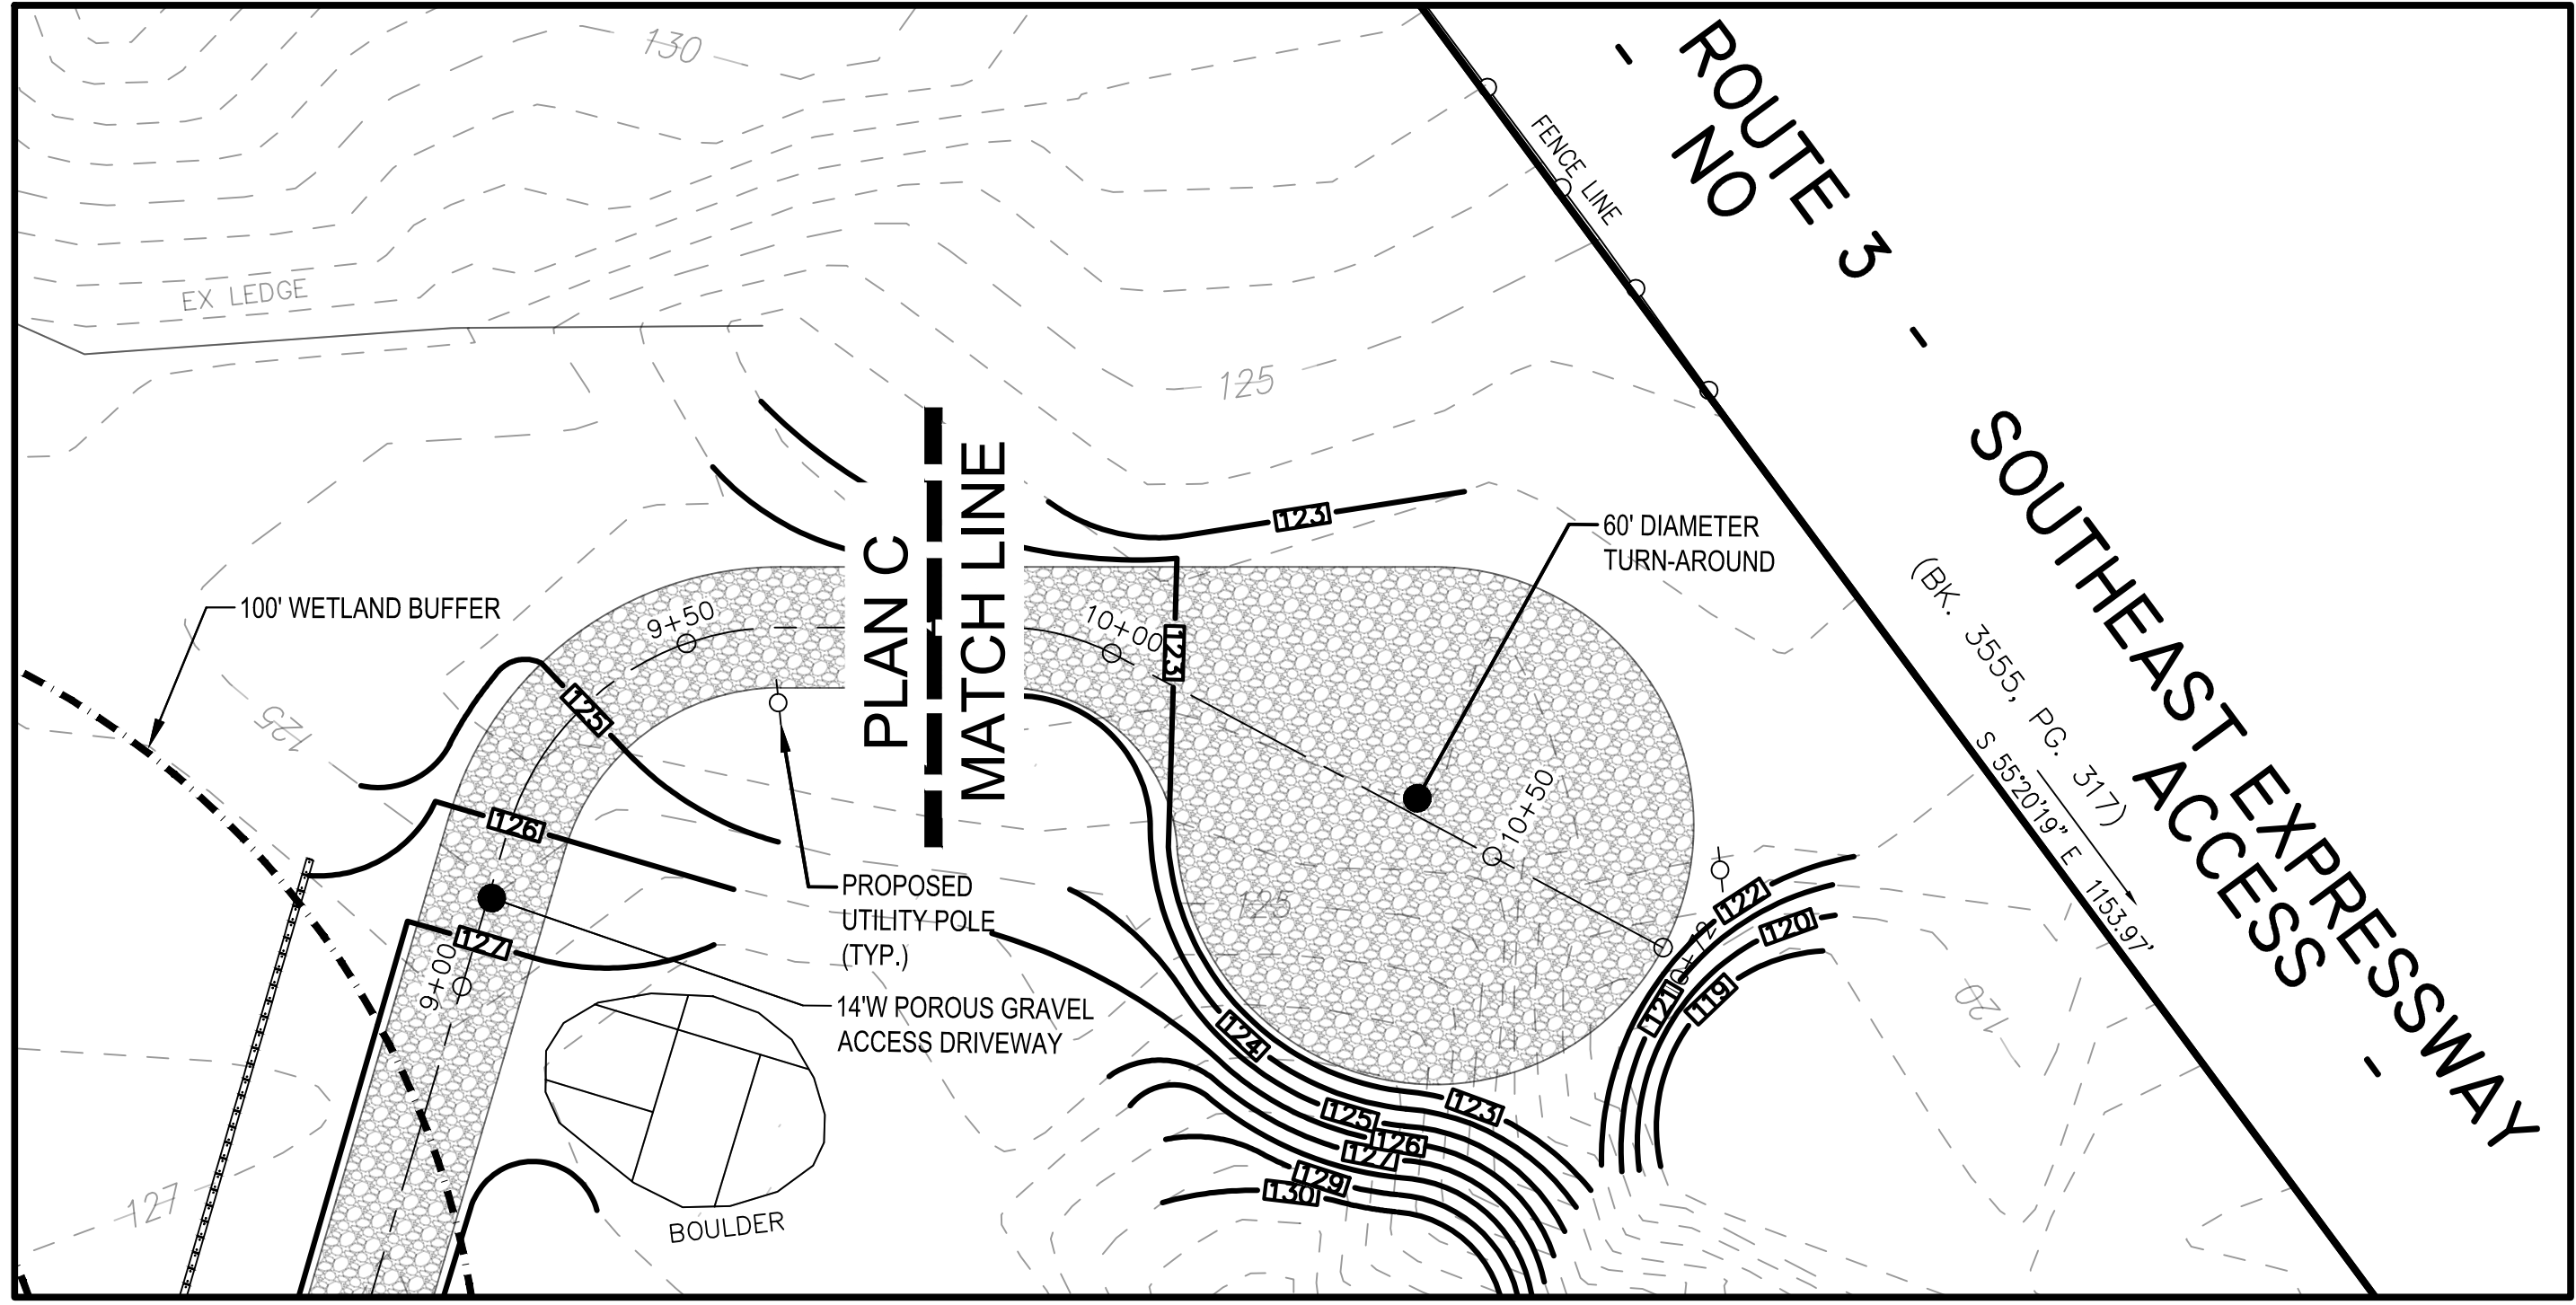 130
ROUTE 3 - SOUTHEAST EXPRESSWAY
- NO ACCESS -
FENCE LINE
EX LEDGE
125
123
60' DIAMETER
TURN-AROUND
PLAN C
MATCH LINE
100' WETLAND BUFFER
9+50
10+00
123
(BK. 3555, PG. 317)
S 55°20'19" E 1153.97'
125
125
126
10+50
PROPOSED
UTILITY POLE
(TYP.)
125
122
120
127
9+00
14'W POROUS GRAVEL
ACCESS DRIVEWAY
121
119
120
124
123
125
126
127
129
130
127
BOULDER